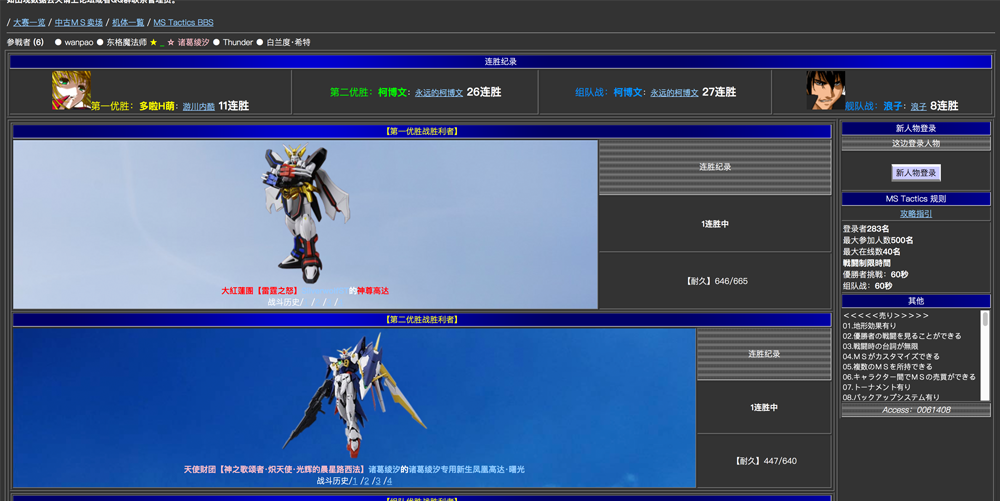 / 大赛一览 / 中古ＭＳ卖场 / 机体一覧 / MS Tactics BBS
参戦者 (6) ● wanpao ● 东格魔法师 ★ _ ☆ 诸葛绫汐 ● Thunder ● 白兰度·希特
连胜纪录
第一优胜：多啦H萌：游川内酷 11连胜
第二优胜：柯博文：永远的柯博文 26连胜
组队战：柯博文：永远的柯博文 27连胜
舰队战：浪子：浪子 8连胜
【第一优胜战胜利者】
连胜纪录
1连胜中
【耐久】646/665
大紅蓮團【雷霆之怒】 的神尊高达
战斗历史/ / / /
【第二优胜战胜利者】
连胜纪录
1连胜中
【耐久】447/640
天使财团【神之歌颂者·炽天使·光辉的晨星路西法】诸葛绫汐的诸葛绫汐专用新生凤凰高达·曙光
战斗历史/1 /2 /3 /4
新人物登录
这边登录人物
新人物登录
MS Tactics 规则
攻略指引
登录者283名
最大参加人数500名
最大在线数40名
戦闘制限時間
優勝者挑戦：60秒
组队战：60秒
其他
＜＜＜＜＜売り＞＞＞＞＞
01.地形効果有り
02.優勝者の戦闘を見ることができる
03.戦闘時の台詞が無限
04.ＭＳがカスタマイズできる
05.複数のＭＳを所持できる
06.キャラクター間でＭＳの売買ができる
07.トーナメント有り
08.バックアップシステム有り
Access：0061408